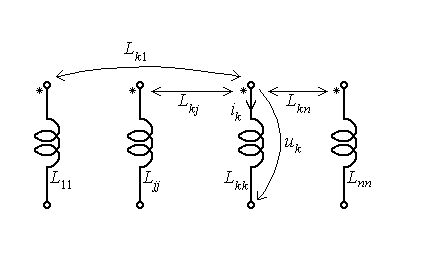 L_{k1}
* * * *
L_{kj} i_k L_{kn}
u_k
L_{11} L_{jj} L_{kk} L_{nn}